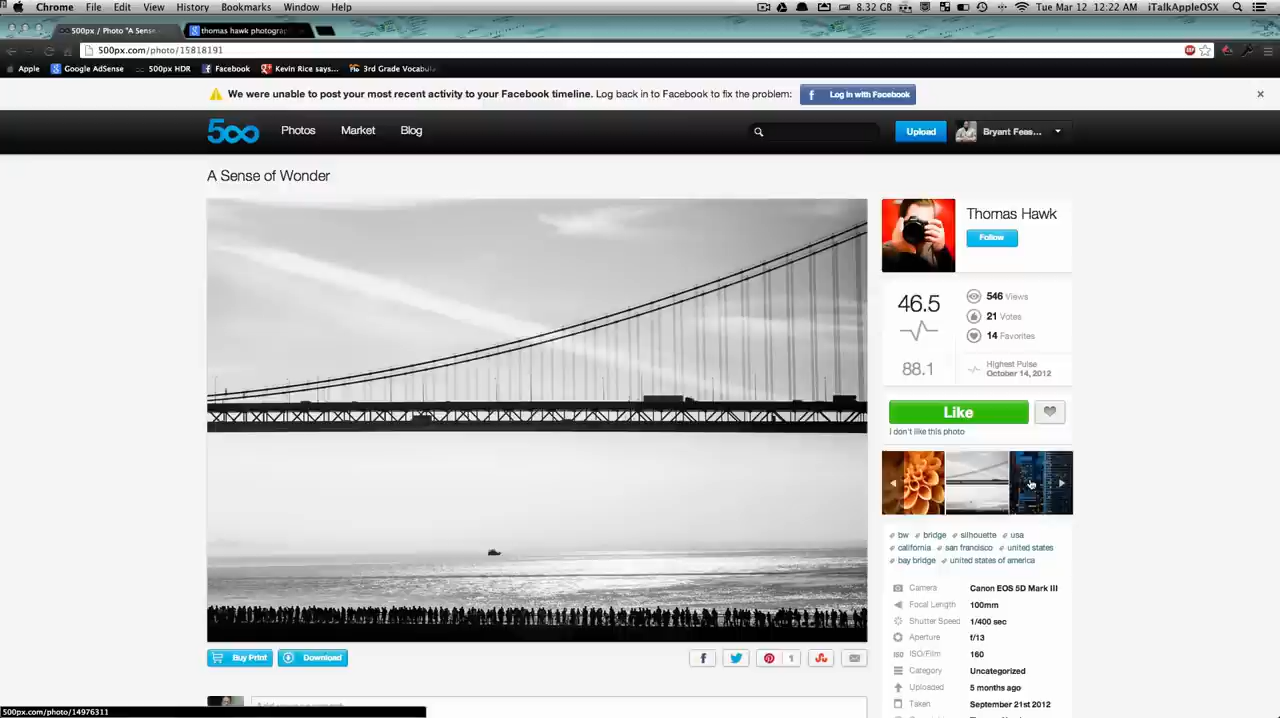 Chrome File Edit View History Bookmarks Window Help 8.32 GB Tue Mar 12 12:22 AM iTalkAppleOSX
500px / Photo "A Sense thomas hawk photograp
500px.com/photo/15818191
Apple Google AdSense 500px HDR Facebook Kevin Rice says... 3rd Grade Vocabula
We were unable to post your most recent activity to your Facebook timeline. Log back in to Facebook to fix the problem: Log in with Facebook
500 Photos Market Blog Upload Bryant Feas...
A Sense of Wonder
Thomas Hawk
Follow
46.5
546 Views
21 Votes
14 Favorites
88.1
Highest Pulse
October 14, 2012
Like
I don't like this photo
bw bridge silhouette usa
california san francisco united states
bay bridge united states of america
Camera Canon EOS 5D Mark III
Focal Length 100mm
Shutter Speed 1/400 sec
Aperture f/13
ISO ISO/Film 160
Category Uncategorized
Uploaded 5 months ago
Taken September 21st 2012
Buy Print Download 1
500px.com/photo/14976311